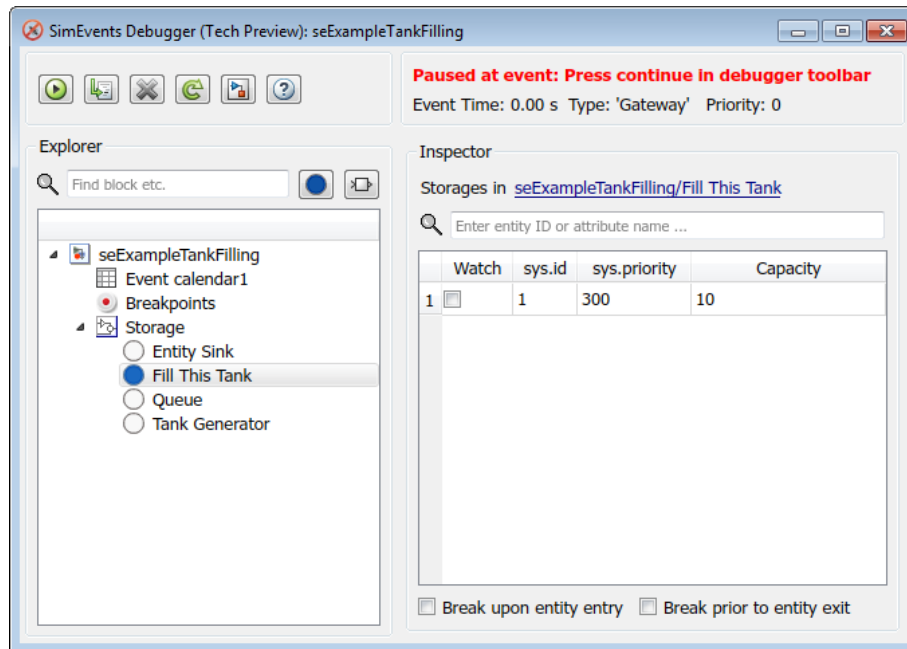 SimEvents Debugger (Tech Preview): seExampleTankFilling
Paused at event: Press continue in debugger toolbar
Event Time: 0.00 s Type: 'Gateway' Priority: 0
Explorer
Find block etc.
seExampleTankFilling
Event calendar1
Breakpoints
Storage
Entity Sink
Fill This Tank
Queue
Tank Generator
Inspector
Storages in seExampleTankFilling/Fill This Tank
Enter entity ID or attribute name ...
Watch sys.id sys.priority Capacity
1 1 300 10
Break upon entity entry Break prior to entity exit